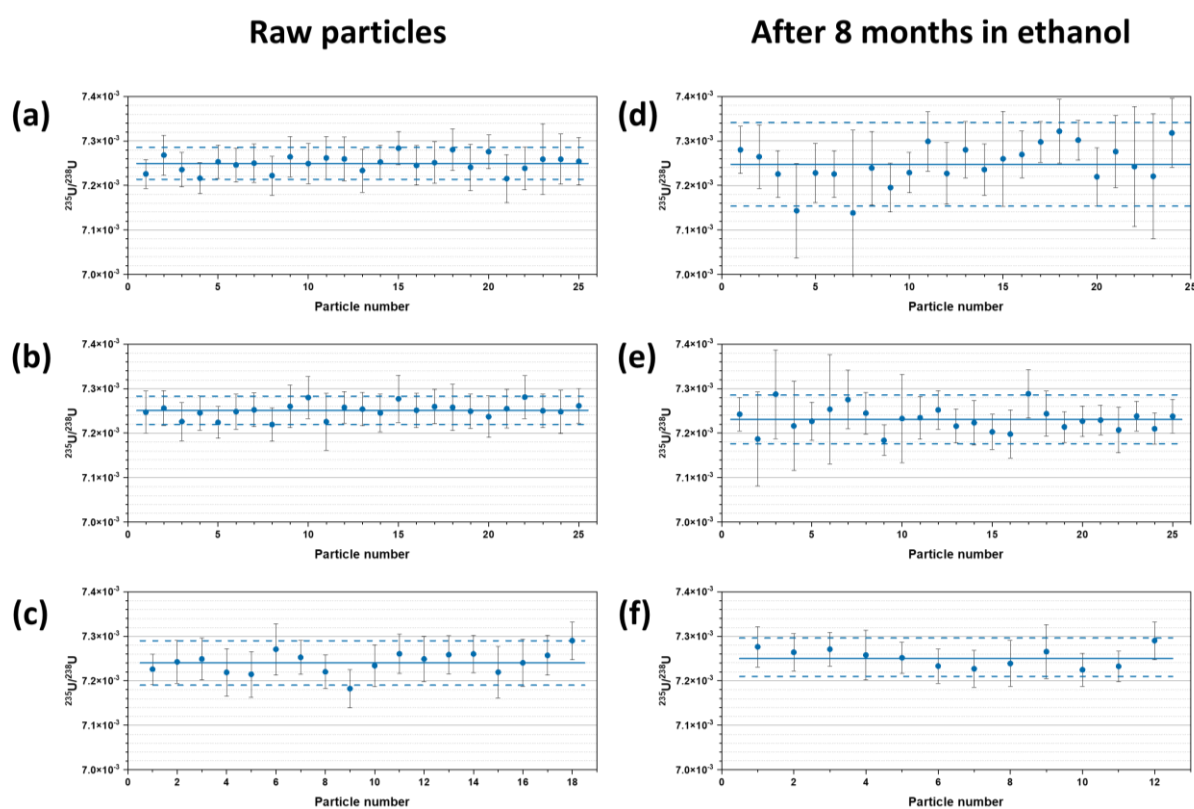 Raw particles
After 8 months in ethanol
(a)
7.4×10⁻³
7.3×10⁻³
7.2×10⁻³
7.1×10⁻³
7.0×10⁻³
²³⁵U/²³⁸U
0 5 10 15 20 25
Particle number
(d)
7.4×10⁻³
7.3×10⁻³
7.2×10⁻³
7.1×10⁻³
7.0×10⁻³
²³⁵U/²³⁸U
0 5 10 15 20 25
Particle number
(b)
7.4×10⁻³
7.3×10⁻³
7.2×10⁻³
7.1×10⁻³
7.0×10⁻³
²³⁵U/²³⁸U
0 5 10 15 20 25
Particle number
(e)
7.4×10⁻³
7.3×10⁻³
7.2×10⁻³
7.1×10⁻³
7.0×10⁻³
²³⁵U/²³⁸U
0 5 10 15 20 25
Particle number
(c)
7.4×10⁻³
7.3×10⁻³
7.2×10⁻³
7.1×10⁻³
7.0×10⁻³
²³⁵U/²³⁸U
0 2 4 6 8 10 12 14 16 18
Particle number
(f)
7.4×10⁻³
7.3×10⁻³
7.2×10⁻³
7.1×10⁻³
7.0×10⁻³
²³⁵U/²³⁸U
0 2 4 6 8 10 12
Particle number